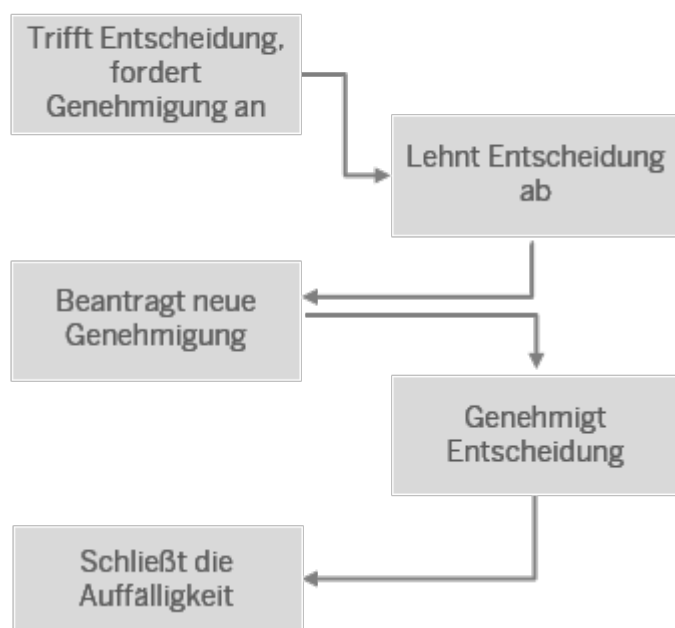 Trifft Entscheidung,
fordert
Genehmigung an
Lehnt Entscheidung
ab
Beantragt neue
Genehmigung
Genehmigt
Entscheidung
Schließt die
Auffälligkeit